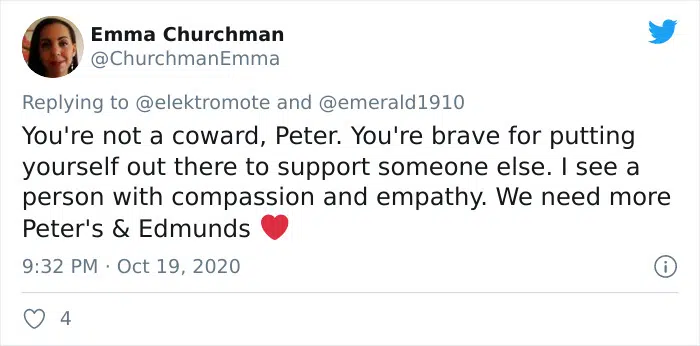 Emma Churchman
@ChurchmanEmma
Replying to @elektromote and @emerald1910
You're not a coward, Peter. You're brave for putting
yourself out there to support someone else. I see a
person with compassion and empathy. We need more
Peter's & Edmunds ❤️
9:32 PM · Oct 19, 2020
4